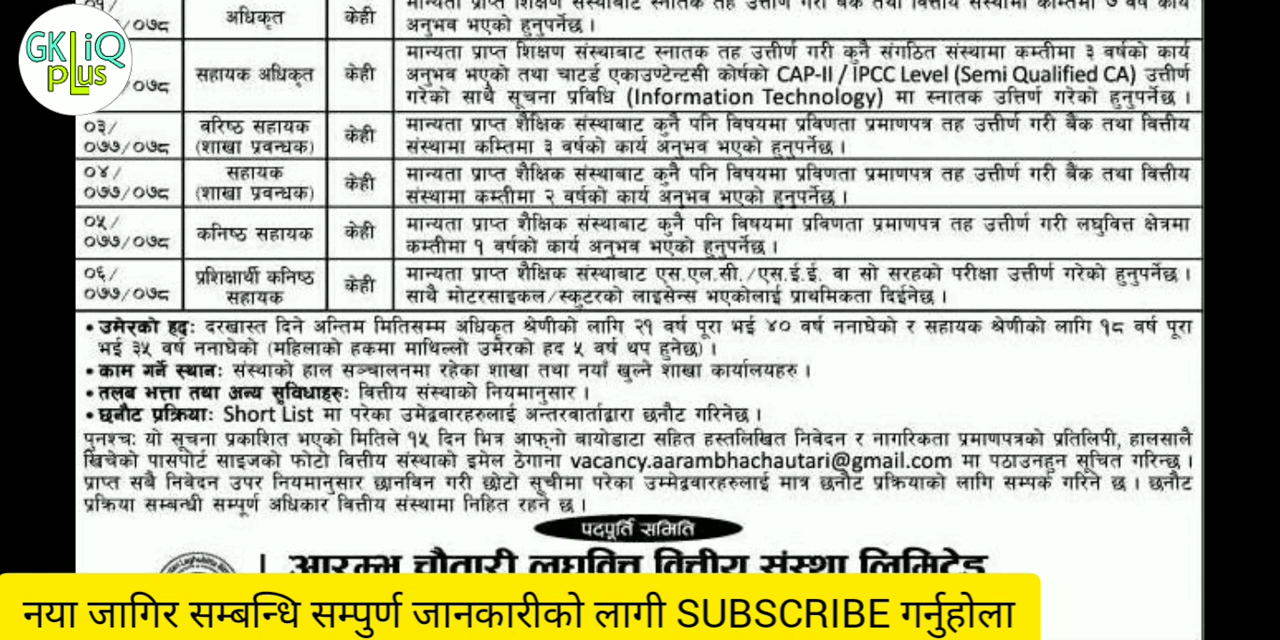 GKLiQ
pLus
०७८
अधिकृत
केही
मान्यता प्राप्त शिक्षण संस्थाबाट स्नातक तह उत्तीर्ण गरी बैंक तथा वित्तीय संस्थामा कम्तिमा ७ वर्ष कार्य
अनुभव भएको हुनुपर्नेछ ।
/०७८
सहायक अधिकृत
केही
मान्यता प्राप्त शिक्षण संस्थाबाट स्नातक तह उत्तीर्ण गरी कुनै संगठित संस्थामा कम्तीमा ३ वर्षको कार्य
अनुभव भएको तथा चाटर्ड एकाउण्टेन्टसी कोर्षको CAP-II / IPCC Level (Semi Qualified CA) उत्तीर्ण
गरेको साथै सूचना प्रविधि (Information Technology) मा स्नातक उत्तिर्ण गरेको हुनुपर्नेछ ।
०३/
०७७/०७८
वरिष्ठ सहायक
(शाखा प्रवन्धक)
केही
मान्यता प्राप्त शैक्षिक संस्थाबाट कुनै पनि विषयमा प्रविणता प्रमाणपत्र तह उत्तीर्ण गरी बैंक तथा वित्तीय
संस्थामा कम्तिमा ३ वर्षको कार्य अनुभव भएको हुनुपर्नेछ ।
०४/
०७७/०७८
सहायक
(शाखा प्रवन्धक)
केही
मान्यता प्राप्त शैक्षिक संस्थाबाट कुनै पनि विषयमा प्रविणता प्रमाणपत्र तह उत्तीर्ण गरी बैंक तथा वित्तीय
संस्थामा कम्तीमा २ वर्षको कार्य अनुभव भएको हुनुपर्नेछ ।
०५/
०७७/०७८
कनिष्ठ सहायक
केही
मान्यता प्राप्त शैक्षिक संस्थाबाट कुनै पनि विषयमा प्रविणता प्रमाणपत्र तह उत्तीर्ण गरी लघुवित्त क्षेत्रमा
कम्तीमा १ वर्षको कार्य अनुभव भएको हुनुपर्नेछ ।
०६/
०७७/०७८
प्रशिक्षार्थी कनिष्ठ
सहायक
केही
मान्यता प्राप्त शैक्षिक संस्थाबाट एस.एल.सी./एस.ई.ई. वा सो सरहको परीक्षा उत्तीर्ण गरेको हुनुपर्नेछ ।
साथै मोटरसाइकल/स्कुटरको लाइसेन्स भएकोलाई प्राथमिकता दिईनेछ ।
• उमेरको हद: दरखास्त दिने अन्तिम मितिसम्म अधिकृत श्रेणीको लागि २१ वर्ष पूरा भई ४० वर्ष ननाघेको र सहायक श्रेणीको लागि १८ वर्ष पूरा
भई ३५ वर्ष ननाघेको (महिलाको हकमा माथिल्लो उमेरको हद ५ वर्ष थप हुनेछ) ।
• काम गर्ने स्थान: संस्थाको हाल सञ्चालनमा रहेका शाखा तथा नयाँ खुल्ने शाखा कार्यालयहरु ।
• तलब भत्ता तथा अन्य सुविधाहरु: वित्तीय संस्थाको नियमानुसार ।
• छनौट प्रक्रिया: Short List मा परेका उमेद्ववारहरुलाई अन्तरवार्ताद्वारा छनौट गरिनेछ ।
पुनश्च: यो सूचना प्रकाशित भएको मितिले १५ दिन भित्र आफ्नो बायोडाटा सहित हस्तलिखित निवेदन र नागरिकता प्रमाणपत्रको प्रतिलिपी, हालसालै
खिचेको पासपोर्ट साइजको फोटो वित्तीय संस्थाको इमेल ठेगाना vacancy.aarambhachautari@gmail.com मा पठाउनुहुन सूचित गरिन्छ ।
प्राप्त सबै निवेदन उपर नियमानुसार छानविन गरी छोटो सूचीमा परेका उम्मेद्ववारहरुलाई मात्र छनौट प्रक्रियाको लागि सम्पर्क गरिने छ । छनौट
प्रक्रिया सम्बन्धी सम्पूर्ण अधिकार वित्तीय संस्थामा निहित रहने छ ।
पदपूर्ति समिति
आरम्भ चौतारी लघुवित्त वित्तीय संस्था लिमिटेड
नया जागिर सम्बन्धि सम्पुर्ण जानकारीको लागी SUBSCRIBE गर्नुहोला